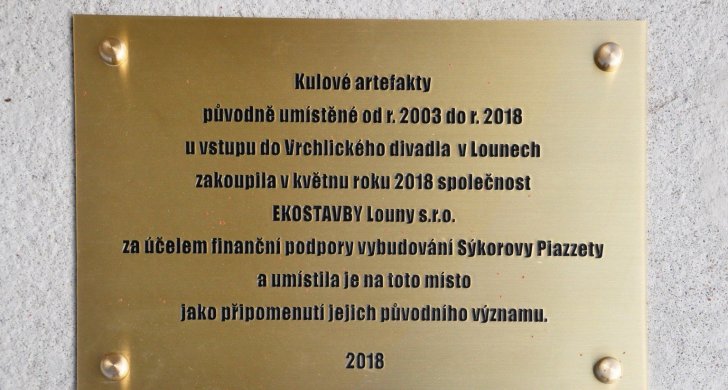 Kulové artefakty
původně umístěné od r. 2003 do r. 2018
u vstupu do Vrchlického divadla v Lounech
zakoupila v květnu roku 2018 společnost
EKOSTAVBY Louny s.r.o.
za účelem finanční podpory vybudování Sýkorovy Piazzety
a umístila je na toto místo
jako připomenutí jejich původního významu.
2018